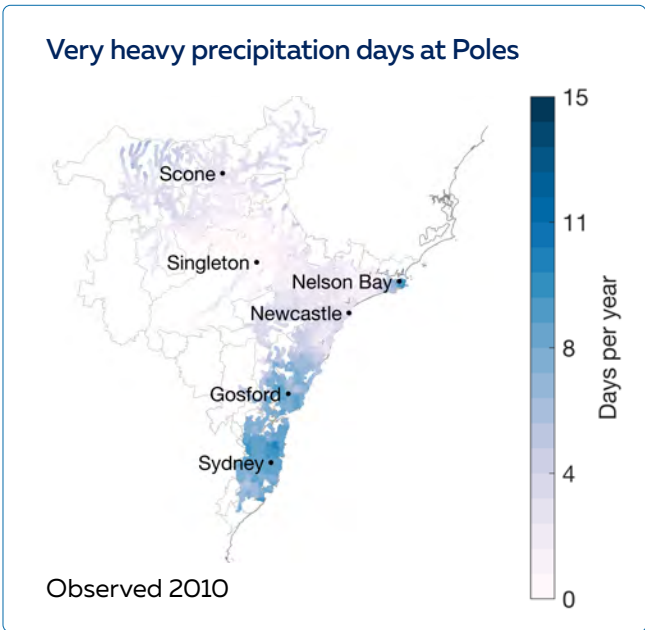 Very heavy precipitation days at Poles
Scone
Singleton
Nelson Bay
Newcastle
Gosford
Sydney
15
11
8
4
0
Days per year
Observed 2010